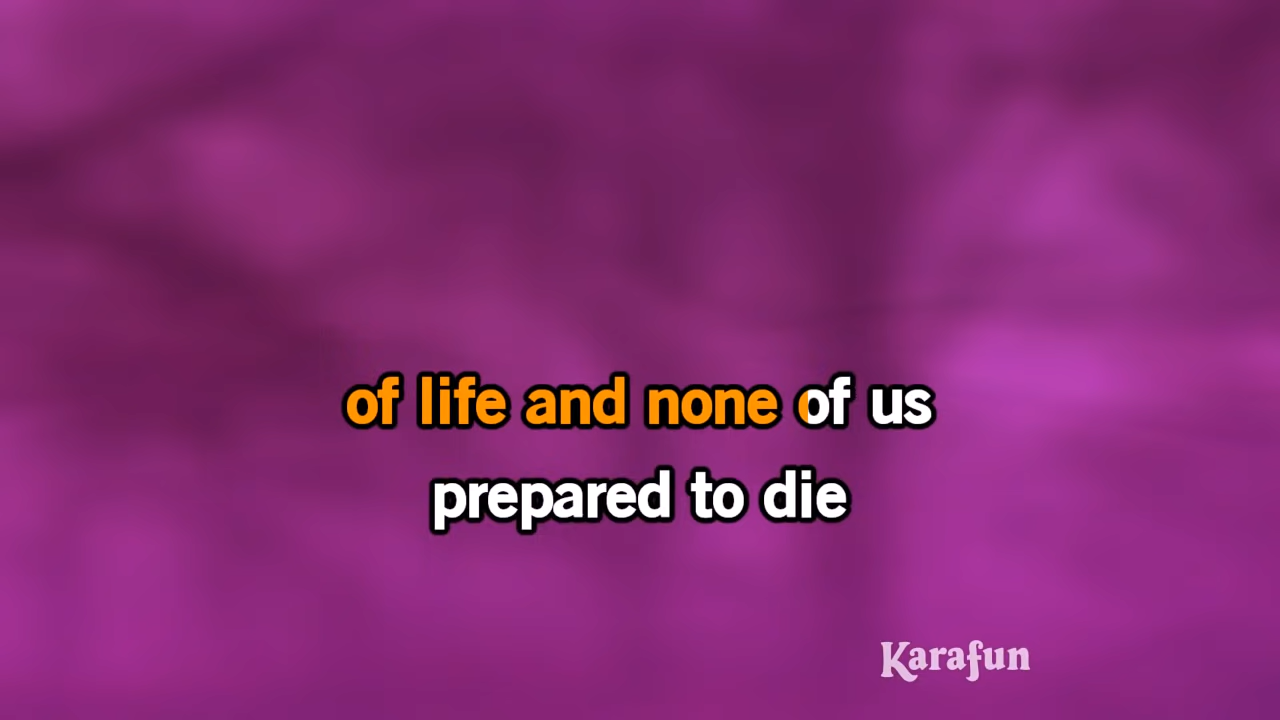 of life and none of us
prepared to die
Karafun